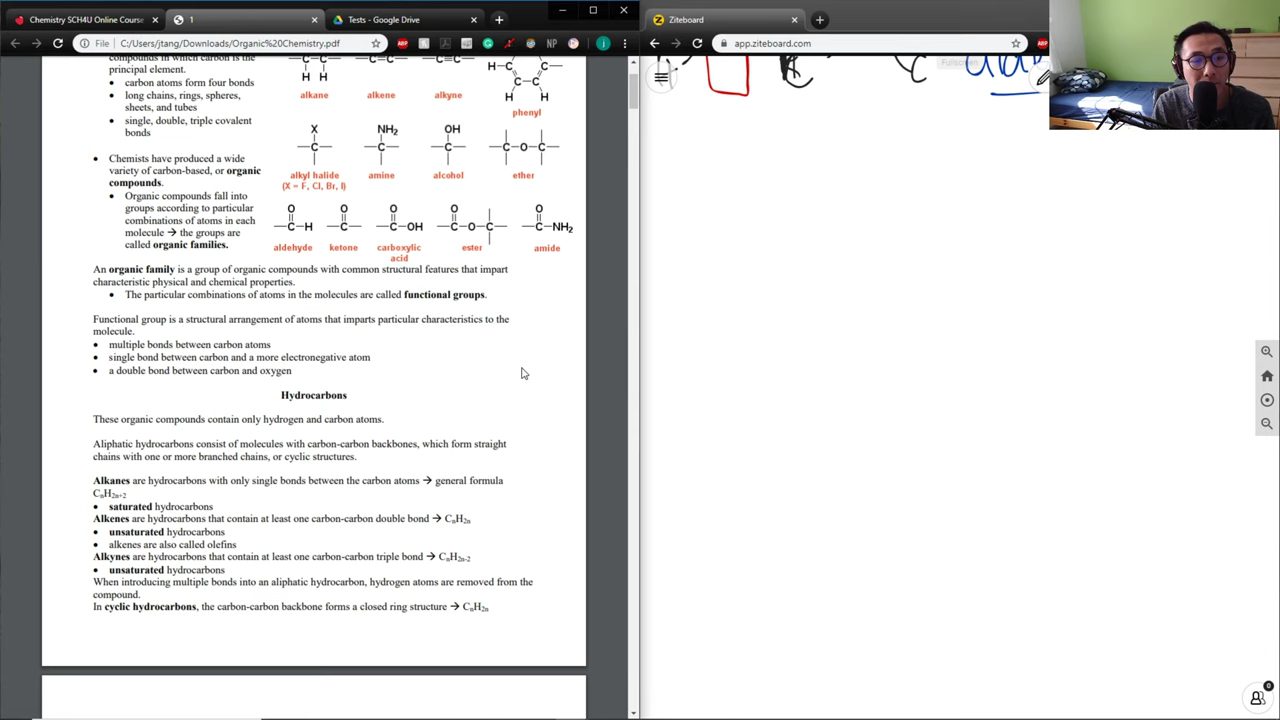 Chemistry SCH4U Online Course
1
Tests - Google Drive
Ziteboard
File
C:/Users/jtang/Downloads/Organic%20Chemistry.pdf
ABP
NP
j
app.ziteboard.com
ABP
Fullscreen
compounds in which carbon is the
principal element.
• carbon atoms form four bonds
• long chains, rings, spheres,
sheets, and tubes
• single, double, triple covalent
bonds
• Chemists have produced a wide
variety of carbon-based, or organic
compounds.
• Organic compounds fall into
groups according to particular
combinations of atoms in each
molecule → the groups are
called organic families.
H H
H C C
C C
H H
alkane alkene alkyne phenyl
X NH₂ OH
C C C C O C
alkyl halide amine alcohol ether
(X = F, Cl, Br, I)
O O O O O
C H C C OH C O C C NH₂
aldehyde ketone carboxylic ester amide
acid
An organic family is a group of organic compounds with common structural features that impart
characteristic physical and chemical properties.
• The particular combinations of atoms in the molecules are called functional groups.
Functional group is a structural arrangement of atoms that imparts particular characteristics to the
molecule.
• multiple bonds between carbon atoms
• single bond between carbon and a more electronegative atom
• a double bond between carbon and oxygen
Hydrocarbons
These organic compounds contain only hydrogen and carbon atoms.
Aliphatic hydrocarbons consist of molecules with carbon-carbon backbones, which form straight
chains with one or more branched chains, or cyclic structures.
Alkanes are hydrocarbons with only single bonds between the carbon atoms → general formula
CnH2n+2
• saturated hydrocarbons
Alkenes are hydrocarbons that contain at least one carbon-carbon double bond → CnH2n
• unsaturated hydrocarbons
• alkenes are also called olefins
Alkynes are hydrocarbons that contain at least one carbon-carbon triple bond → CnH2n-2
• unsaturated hydrocarbons
When introducing multiple bonds into an aliphatic hydrocarbon, hydrogen atoms are removed from the
compound.
In cyclic hydrocarbons, the carbon-carbon backbone forms a closed ring structure → CnH2n
0